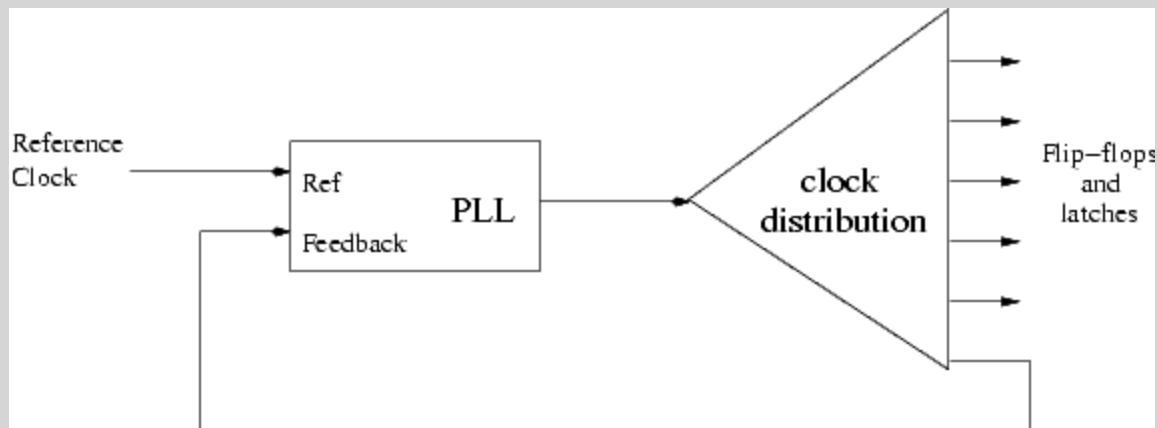 Reference
Clock
Ref
PLL
Feedback
clock
distribution
Flip-flops
and
latches